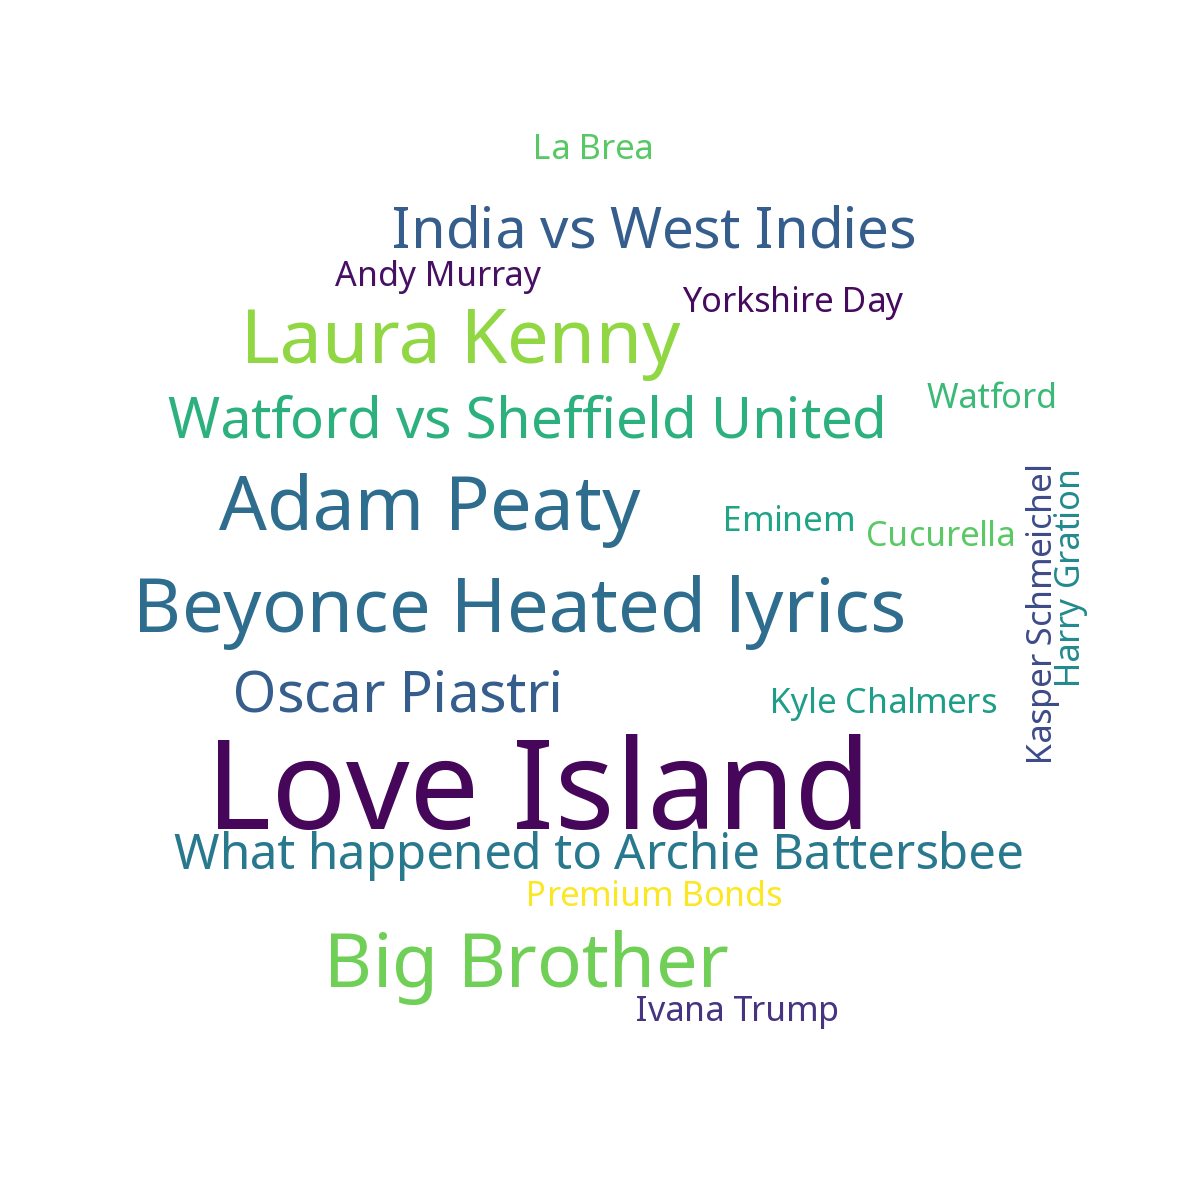 La Brea
India vs West Indies
Andy Murray
Yorkshire Day
Laura Kenny
Watford vs Sheffield United
Watford
Adam Peaty
Eminem
Cucurella
Kasper Schmeichel
Harry Gration
Beyonce Heated lyrics
Oscar Piastri
Kyle Chalmers
Love Island
What happened to Archie Battersbee
Premium Bonds
Big Brother
Ivana Trump